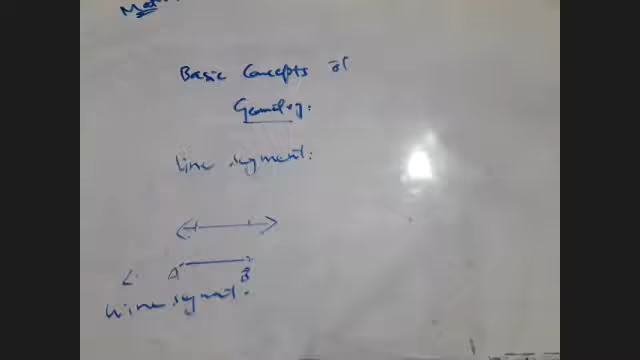 Basic Concepts of
Geometry.
Line segment:
A B
Line segment.